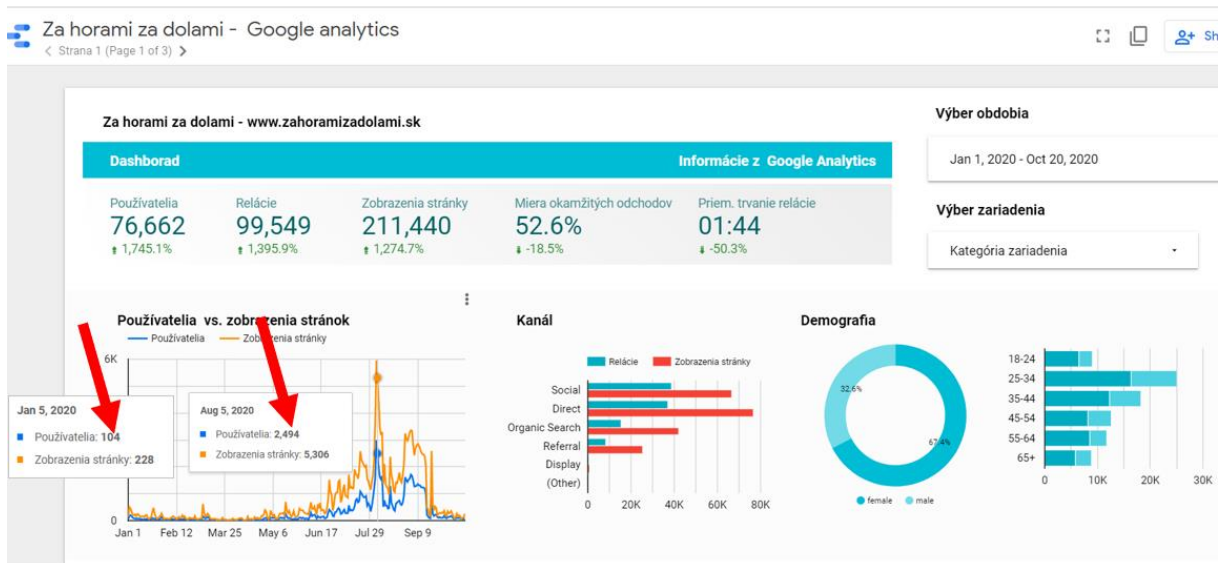 Za horami za dolami - Google analytics
Strana 1 (Page 1 of 3)
Sh
Za horami za dolami - www.zahoramizadolami.sk
Výber obdobia
Dashborad
Informácie z Google Analytics
Jan 1, 2020 - Oct 20, 2020
Používatelia
Relácie
Zobrazenia stránky
Miera okamžitých odchodov
Priem. trvanie relácie
76,662
99,549
211,440
52.6%
01:44
1,745.1%
1,395.9%
1,274.7%
-18.5%
-50.3%
Výber zariadenia
Kategória zariadenia
Používatelia vs. zobrazenia stránok
Používatelia
Zobrazenia stránky
6K
Jan 5, 2020
Používatelia: 104
Zobrazenia stránky: 228
Aug 5, 2020
Používatelia: 2,494
Zobrazenia stránky: 5,306
0
Jan 1
Feb 12
Mar 25
May 6
Jun 17
Jul 29
Sep 9
Kanál
Relácie
Zobrazenia stránky
Social
Direct
Organic Search
Referral
Display
(Other)
0
20K
40K
60K
80K
Demografia
32.6%
67.4%
female
male
18-24
25-34
35-44
45-54
55-64
65+
0
10K
20K
30K